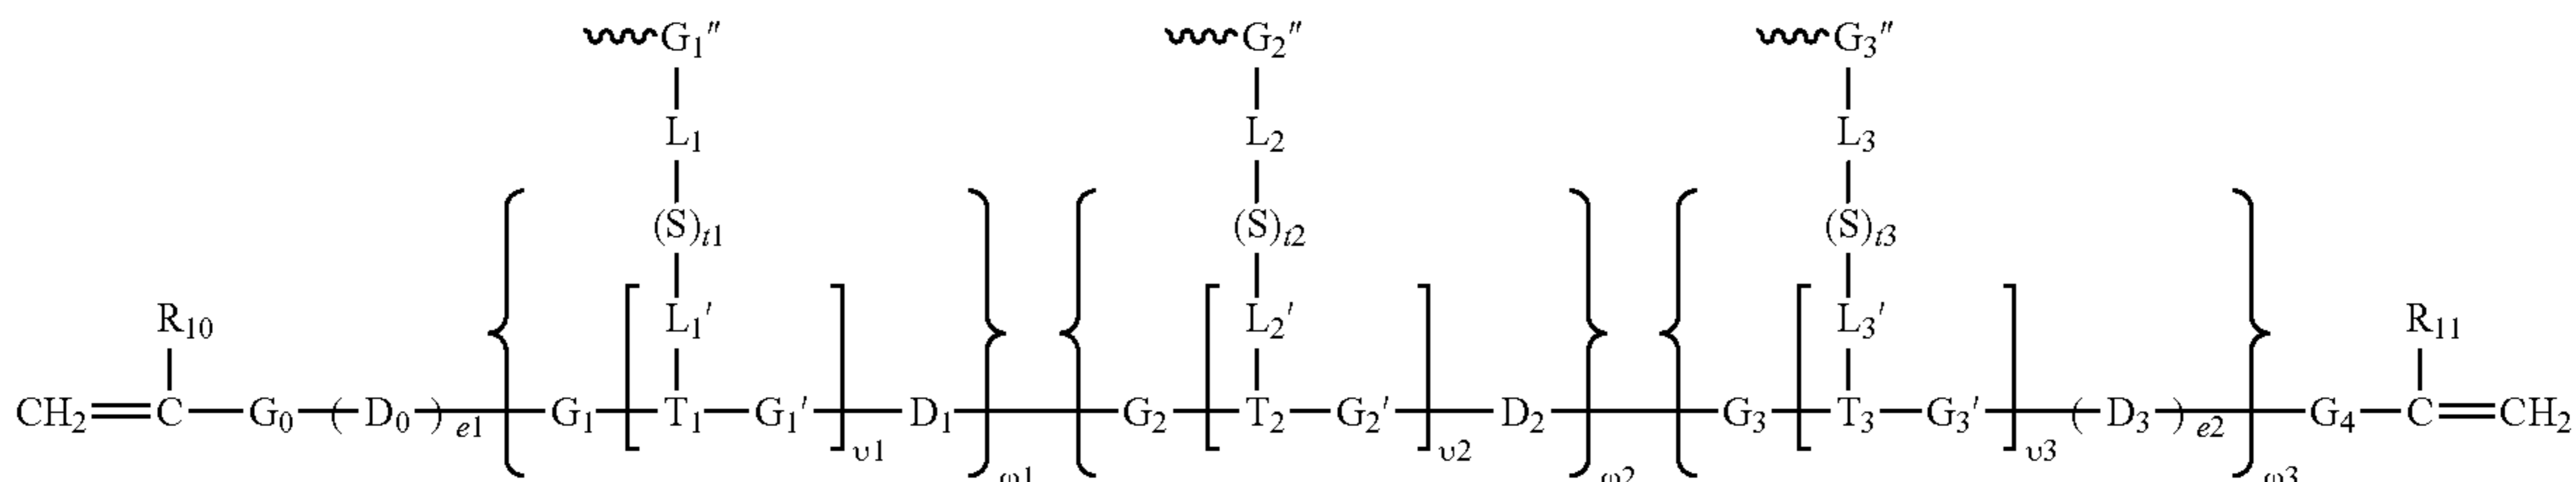 G₁″ G₂″ G₃″
L₁ L₂ L₃
(S)ₜ₁ (S)ₜ₂ (S)ₜ₃
R₁₀ L₁′ L₂′ L₃′ R₁₁
CH₂=C—G₀—(D₀)ₑ₁—{G₁—[T₁—G₁′]υ₁—D₁}ω₁—{G₂—[T₂—G₂′]υ₂—D₂}ω₂—{G₃—[T₃—G₃′]υ₃—(D₃)ₑ₂}ω₃—G₄—C=CH₂